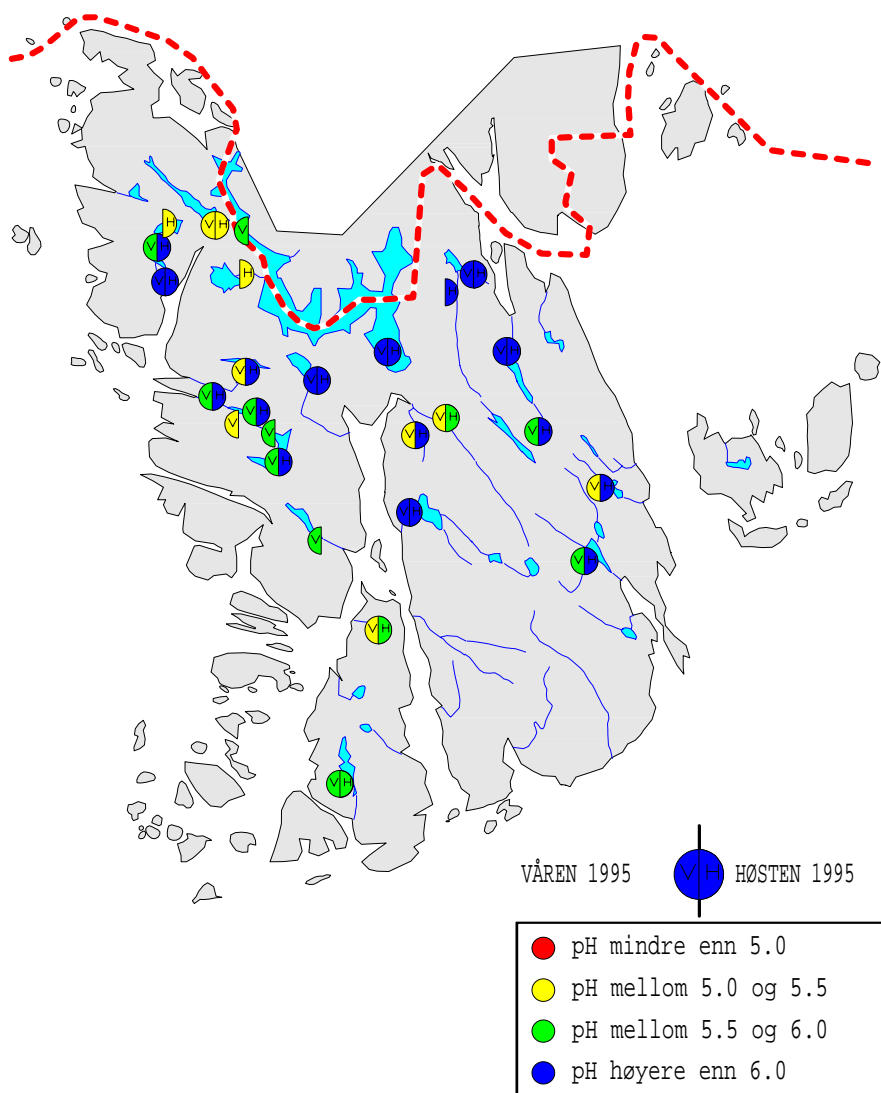 VÅREN 1995 V H HØSTEN 1995
pH mindre enn 5.0
pH mellom 5.0 og 5.5
pH mellom 5.5 og 6.0
pH høyere enn 6.0